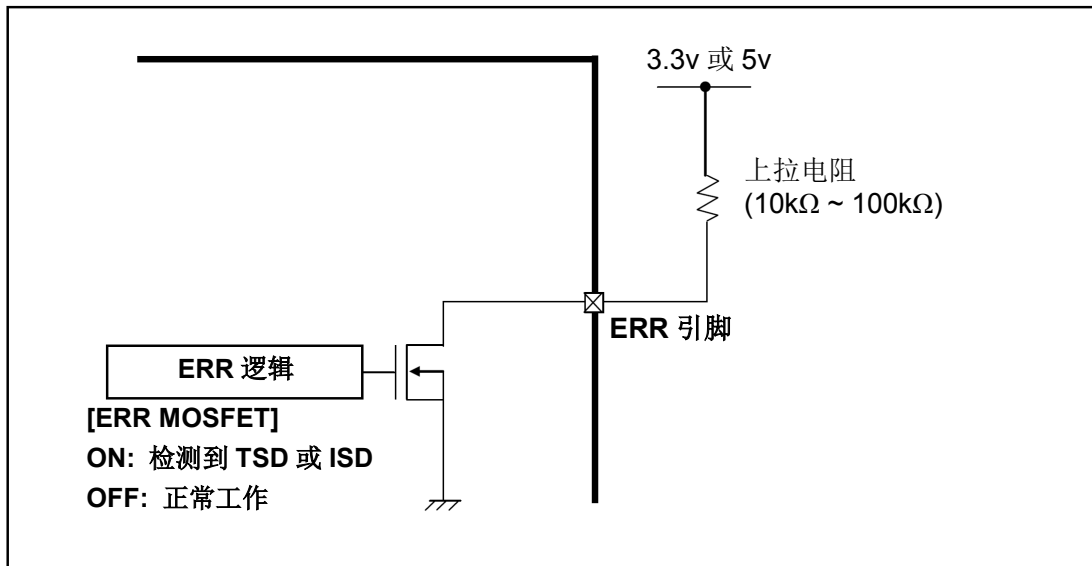 3.3v 或 5v
上拉电阻
(10kΩ ~ 100kΩ)
ERR 引脚
ERR 逻辑
[ERR MOSFET]
ON: 检测到 TSD 或 ISD
OFF: 正常工作